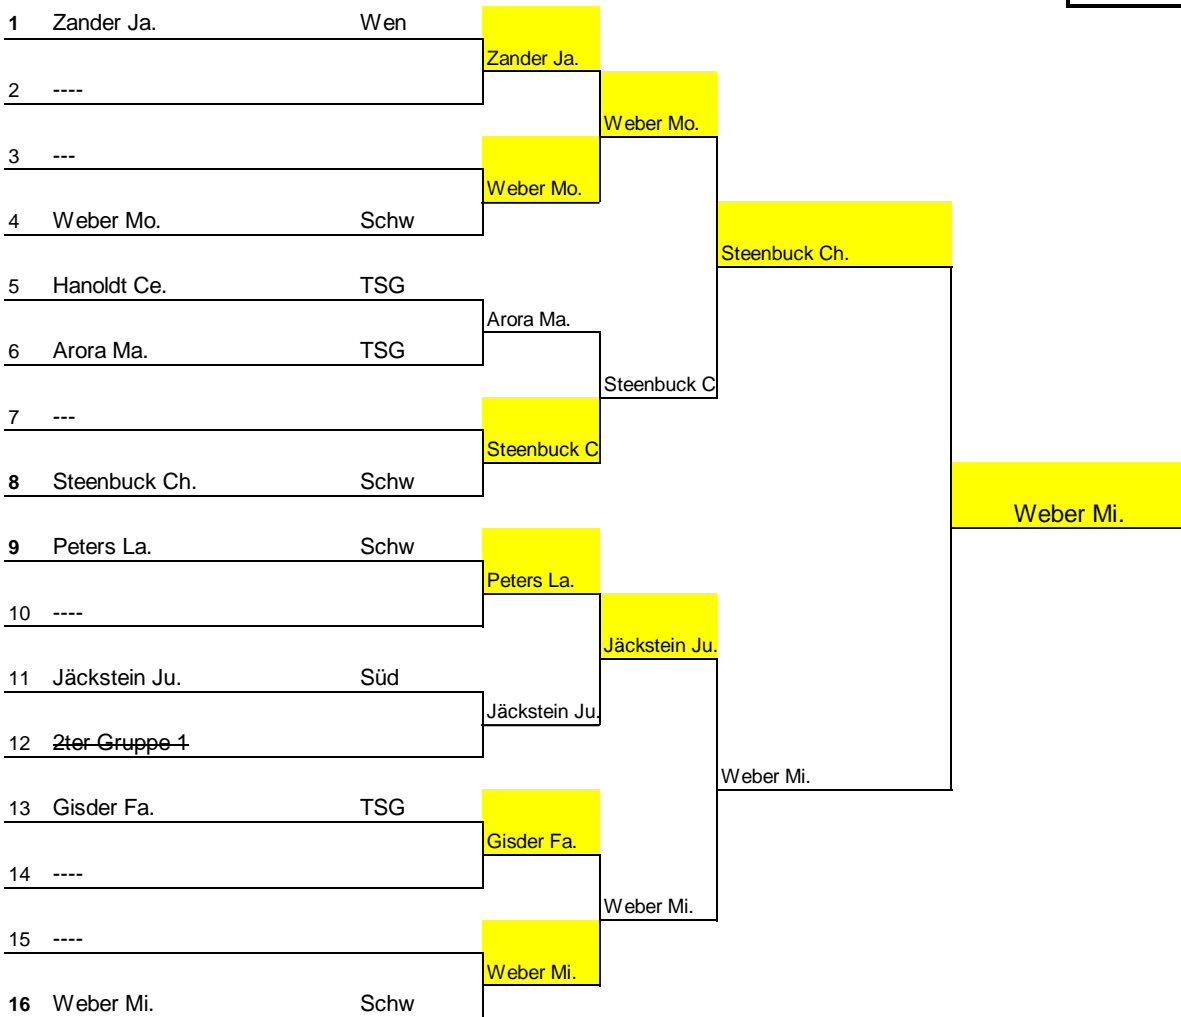 1 Zander Ja. Wen
Zander Ja.
2 ----
Weber Mo.
3 ---
Weber Mo.
4 Weber Mo. Schw
Steenbuck Ch.
5 Hanoldt Ce. TSG
Arora Ma.
6 Arora Ma. TSG
Steenbuck C
7 ---
Steenbuck C
8 Steenbuck Ch. Schw
Weber Mi.
9 Peters La. Schw
Peters La.
10 ----
Jäckstein Ju.
11 Jäckstein Ju. Süd
Jäckstein Ju.
12 2ter Gruppe 1
Weber Mi.
13 Gisder Fa. TSG
Gisder Fa.
14 ----
Weber Mi.
15 ----
Weber Mi.
16 Weber Mi. Schw